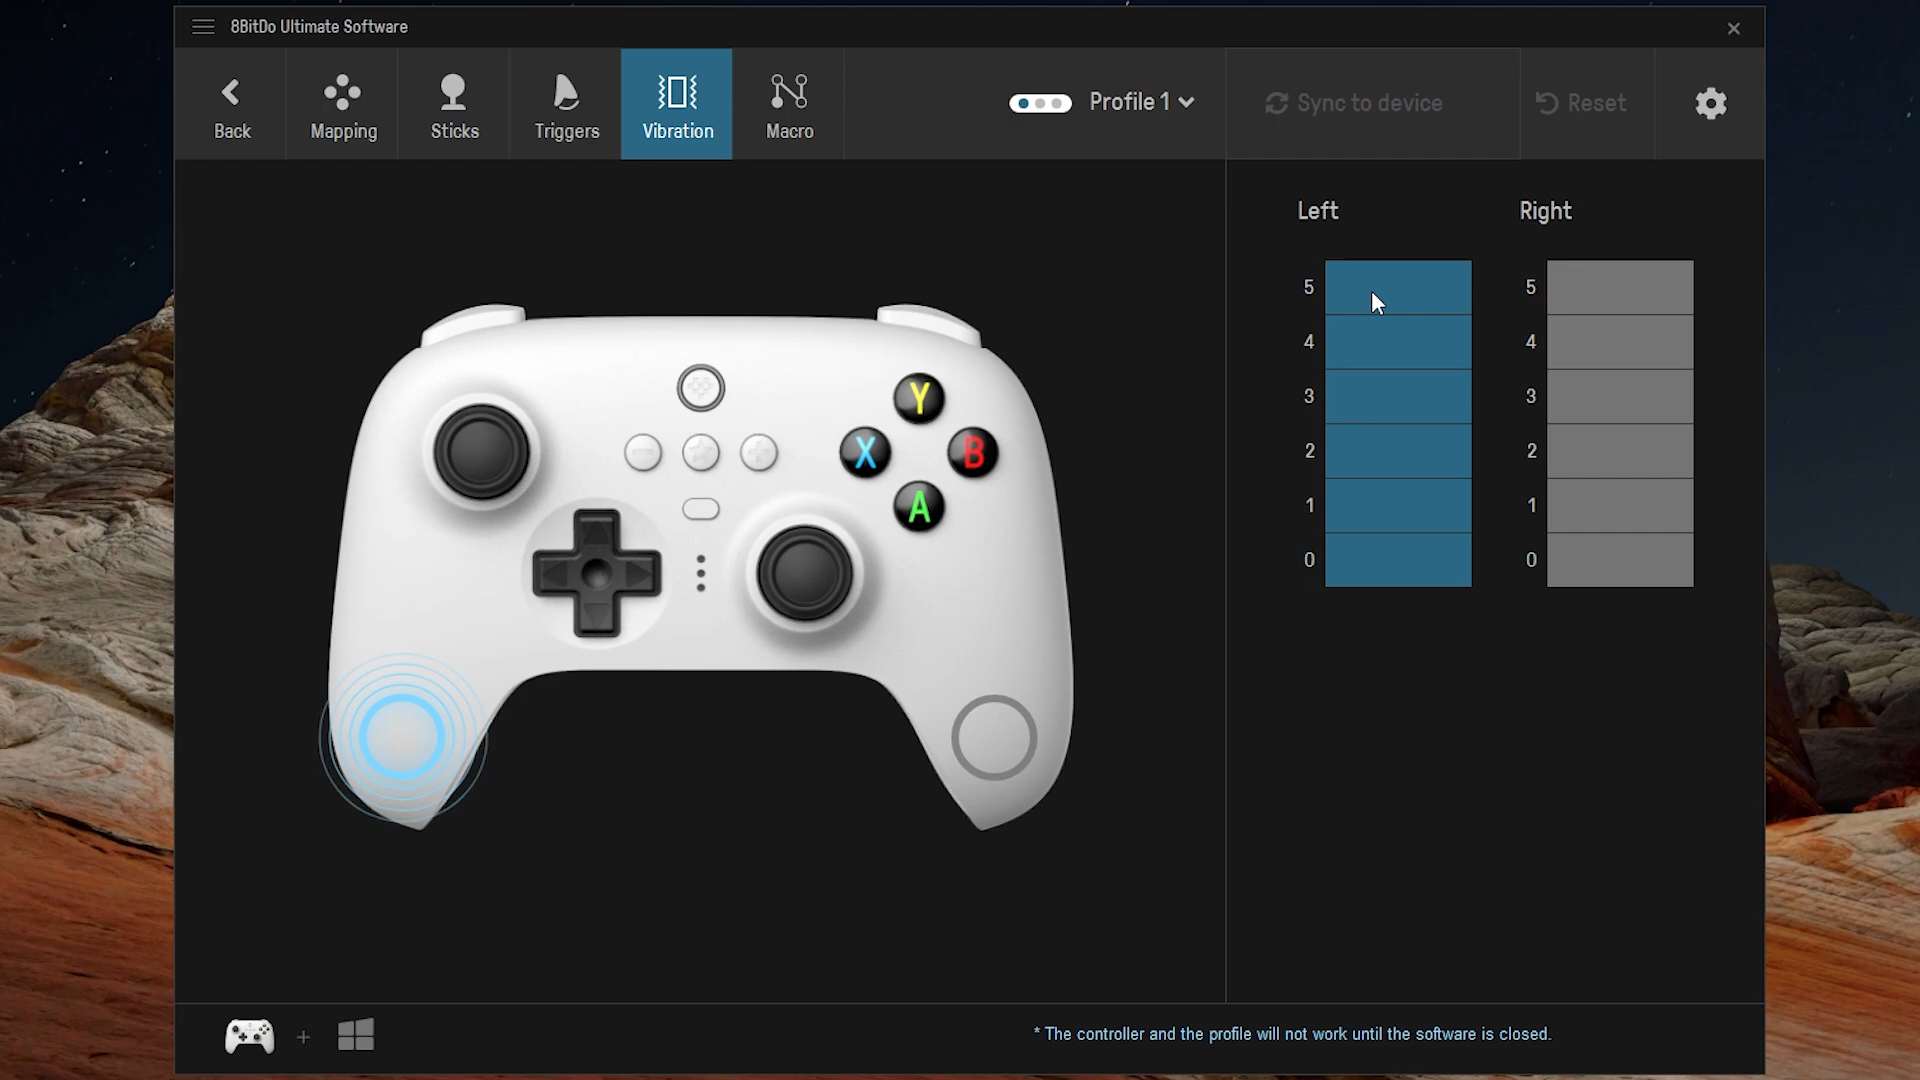 8BitDo Ultimate Software
Back
Mapping
Sticks
Triggers
Vibration
Macro
Profile 1
Sync to device
Reset
Left
Right
5
4
3
2
1
0
5
4
3
2
1
0
Y
X
B
A
* The controller and the profile will not work until the software is closed.